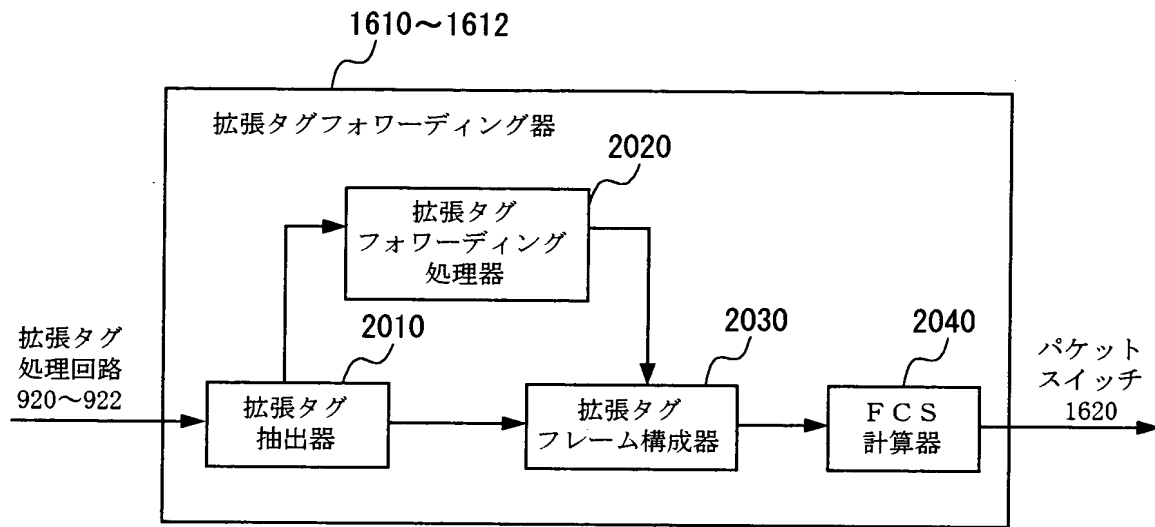 1610~1612
拡張タグフォワーディング器
2020
拡張タグ
フォワーディング
処理器
拡張タグ
処理回路
920~922
2010
拡張タグ
抽出器
2030
拡張タグ
フレーム構成器
2040
FCS
計算器
パケット
スイッチ
1620